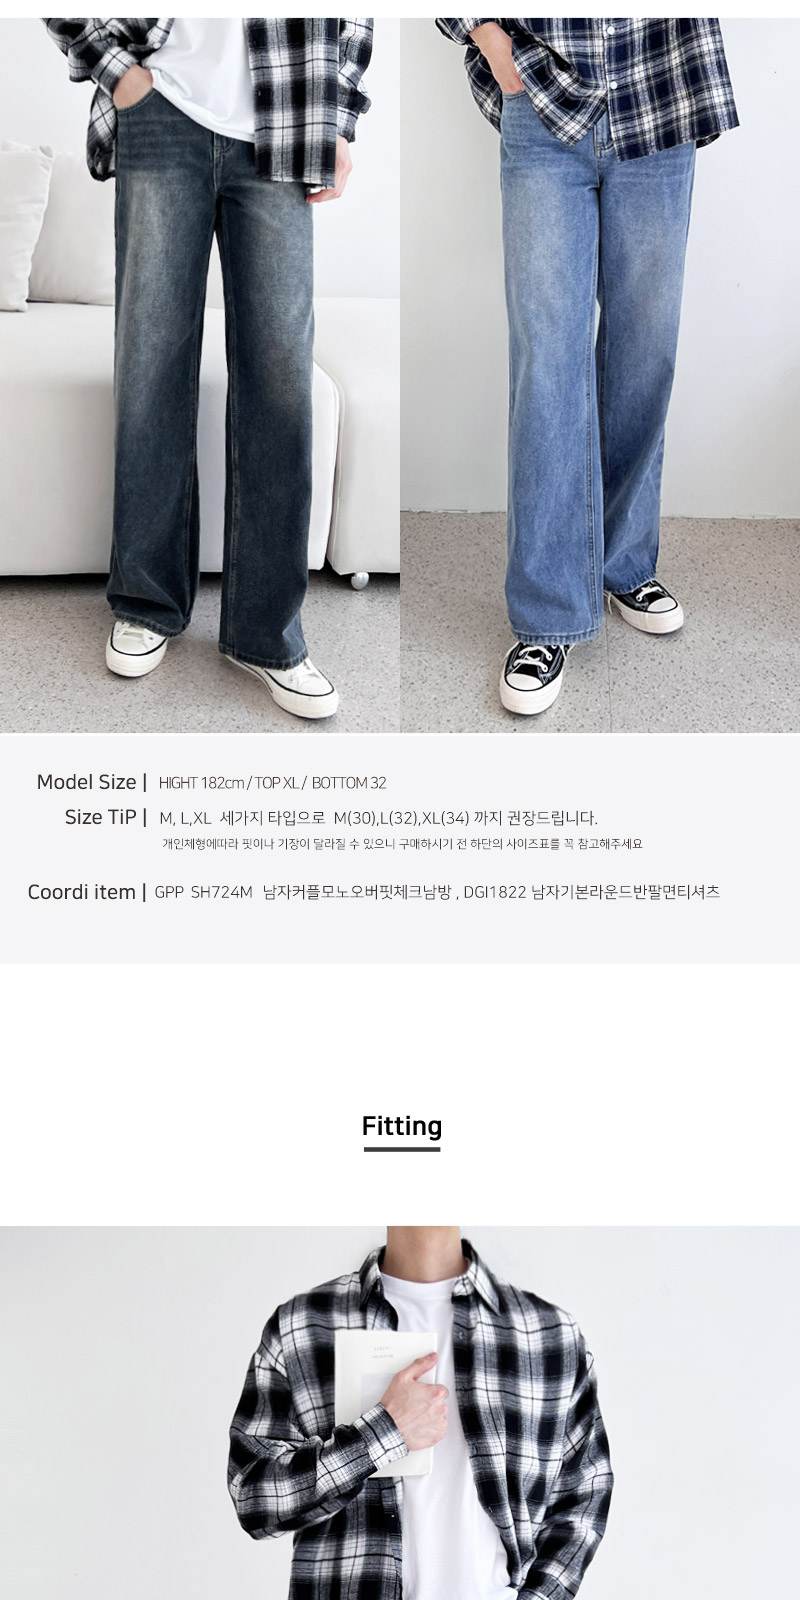 Model Size | HIGHT 182cm / TOP XL / BOTTOM 32
Size TiP | M, L,XL 세가지 타입으로 M(30),L(32),XL(34) 까지 권장드립니다.
개인체형에따라 핏이나 기장이 달라질 수 있으니 구매하시기 전 하단의 사이즈표를 꼭 참고해주세요
Coordi item | GPP SH724M 남자커플모노오버핏체크남방 , DGI1822 남자기본라운드반팔면티셔츠
Fitting